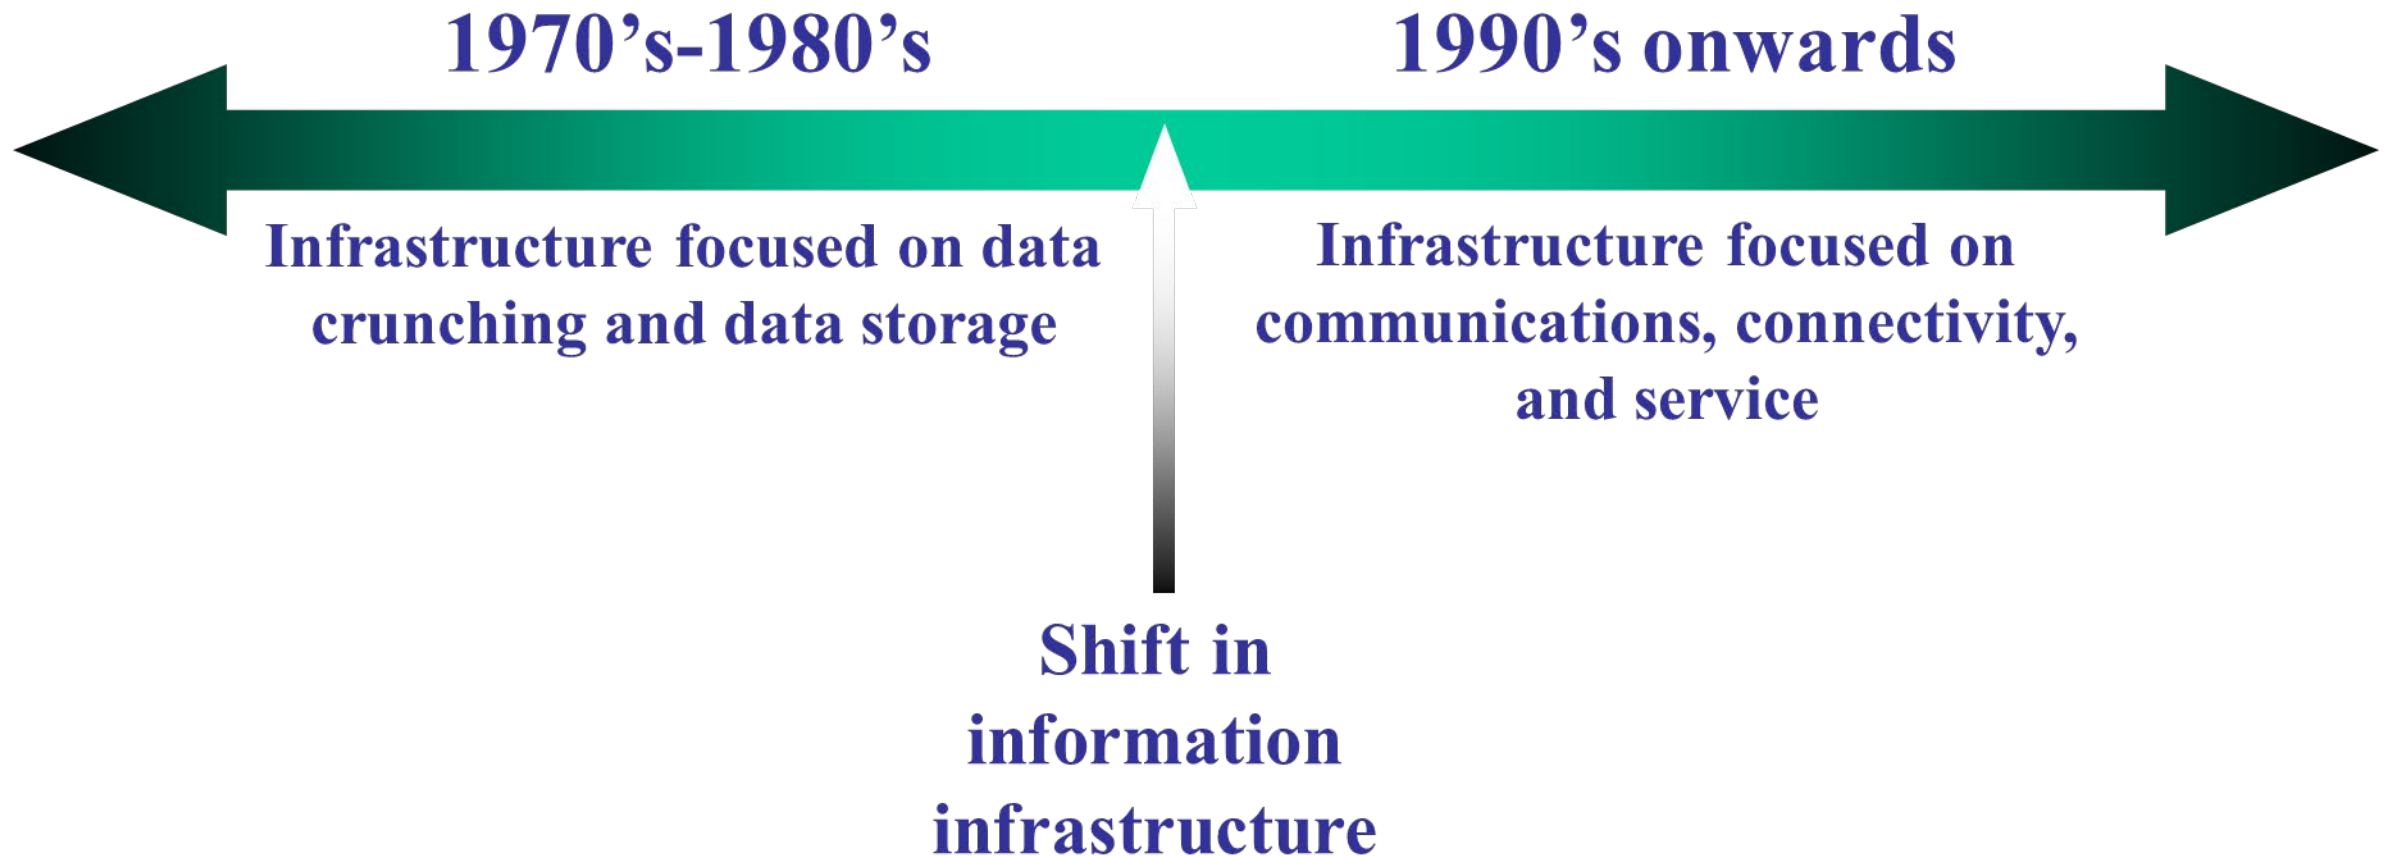 1970’s-1980’s
1990’s onwards
Infrastructure focused on data
crunching and data storage
Infrastructure focused on
communications, connectivity,
and service
Shift in
information
infrastructure